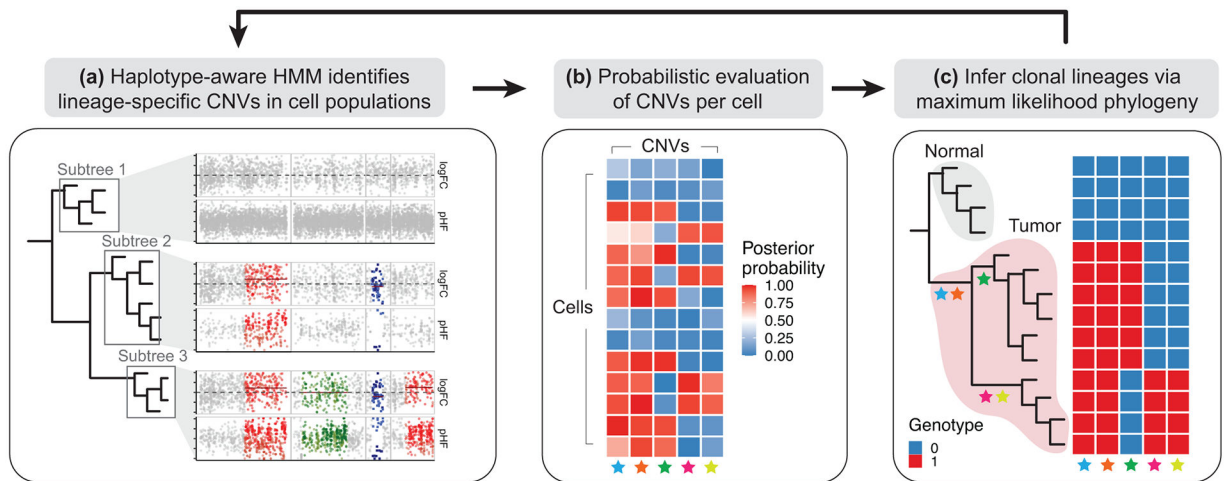 (a) Haplotype-aware HMM identifies
lineage-specific CNVs in cell populations
(b) Probabilistic evaluation
of CNVs per cell
(c) Infer clonal lineages via
maximum likelihood phylogeny
Subtree 1
logFC
pHF
Subtree 2
logFC
pHF
Subtree 3
logFC
pHF
CNVs
Cells
Posterior
probability
1.00
0.75
0.50
0.25
0.00
Normal
Tumor
Genotype
0
1